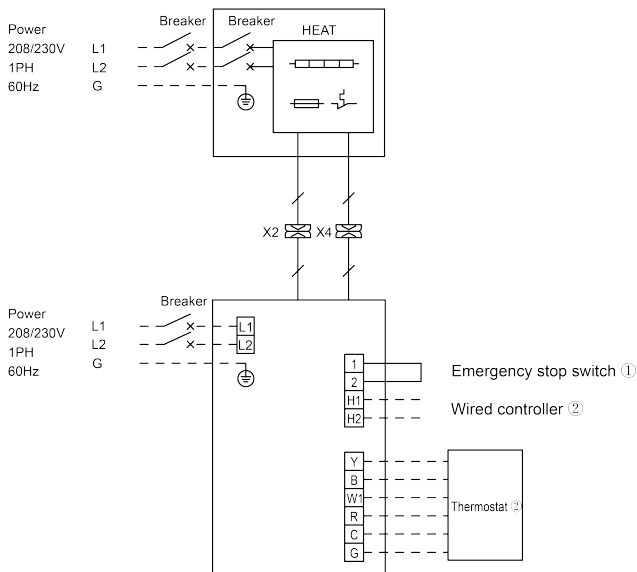 Breaker Breaker
Power
208/230V L1
1PH L2
60Hz G
HEAT
X2 X4
Breaker
Power
208/230V L1
1PH L2
60Hz G
L1
L2
1
2
H1
H2
Emergency stop switch ①
Wired controller ②
Y
B
W1
R
C
G
Thermostat ②